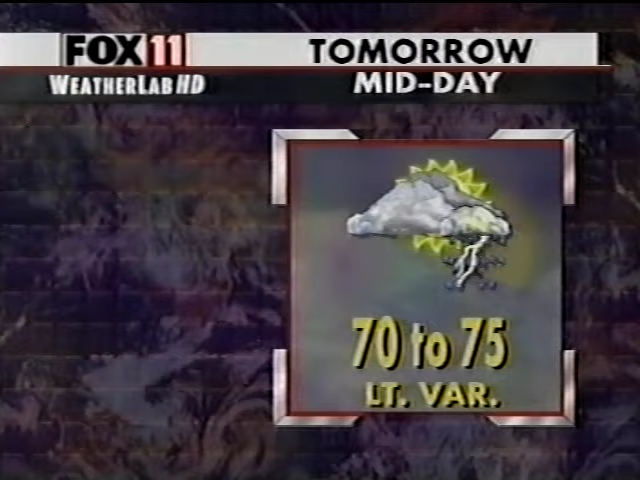 FOX 11
TOMORROW
WEATHERLAB HD
MID-DAY
70 to 75
LT. VAR.